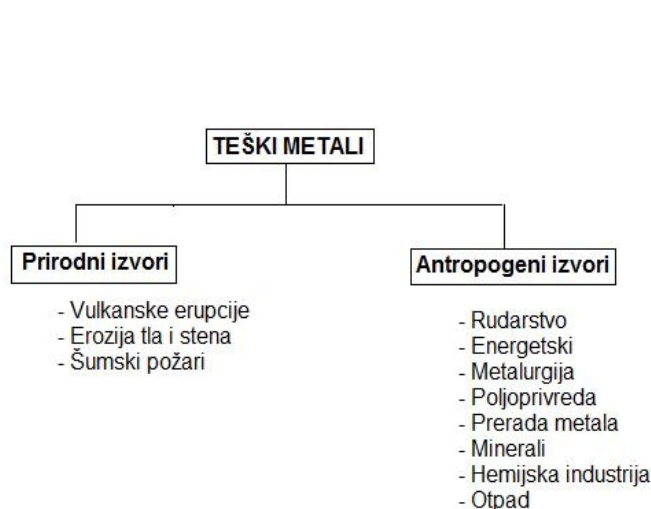 TEŠKI METALI
Prirodni izvori
- Vulkanske erupcije
- Erozija tla i stena
- Šumski požari
Antropogeni izvori
- Rudarstvo
- Energetski
- Metalurgija
- Poljoprivreda
- Prerada metala
- Minerali
- Hemijska industrija
- Otpad